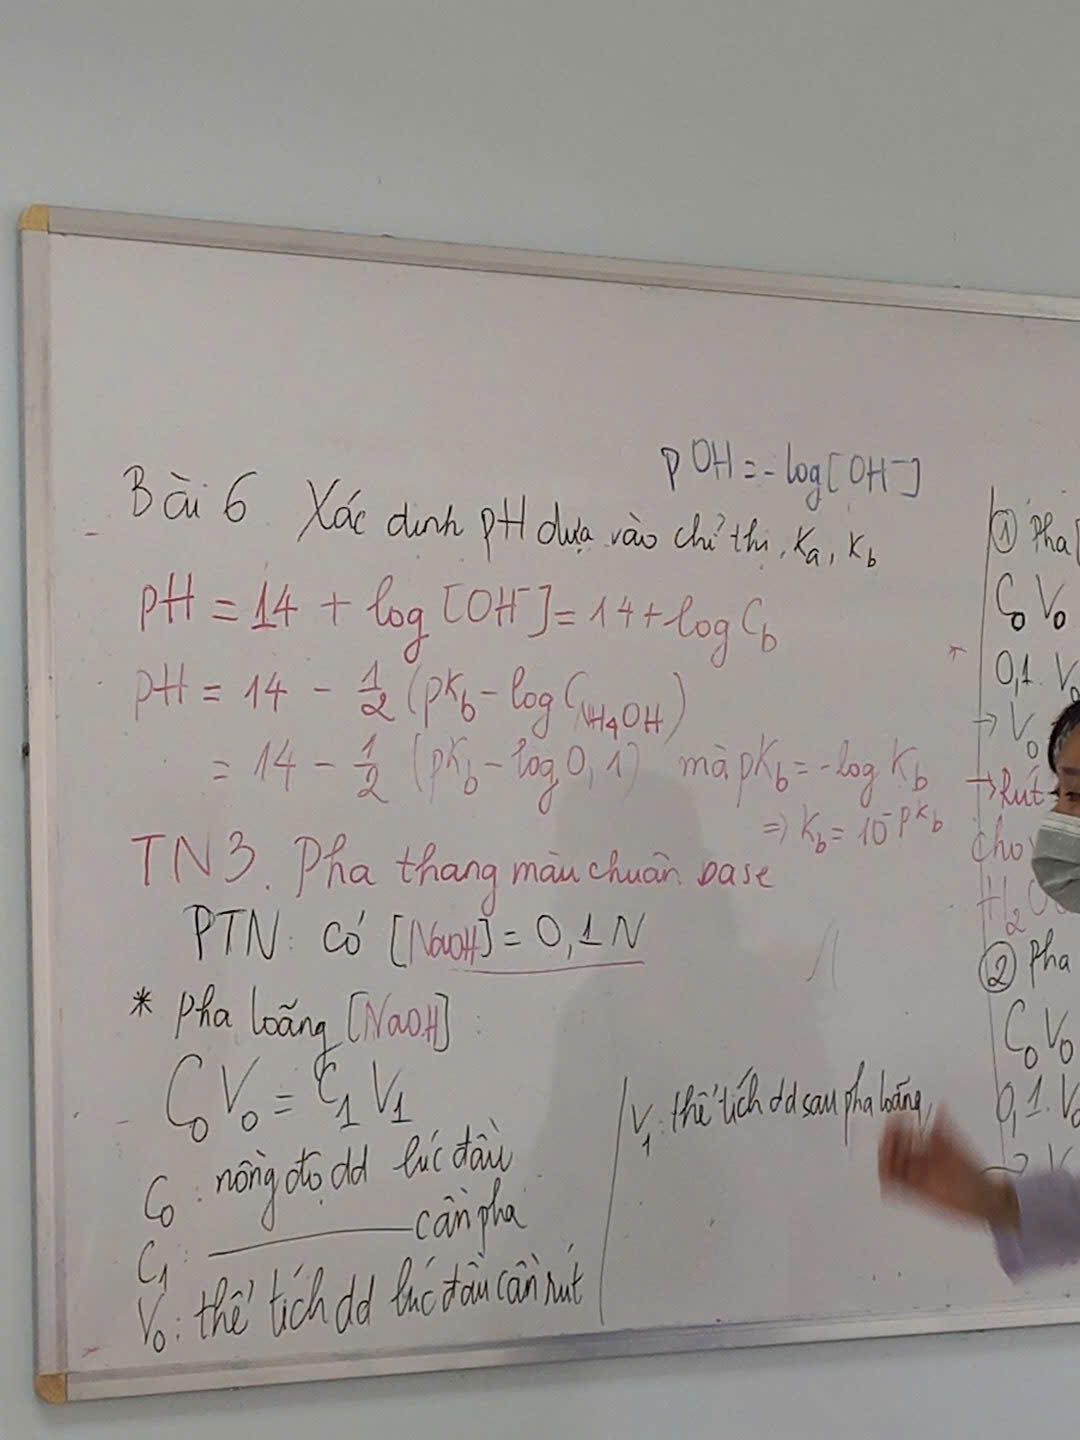 pOH = -log[OH⁻]
Bài 6. Xác định pH dựa vào chỉ thị, Ka, Kb
pH = 14 + log [OH⁻] = 14 + log Cb
pH = 14 - 1/2 (pKb - log C NH4OH)
= 14 - 1/2 (pKb - log 0,1) mà pKb = -log Kb
=> Kb = 10^-pKb
TN3. Pha thang màu chuẩn base
PTN: có [NaOH] = 0,1N
* Pha loãng [NaOH] :
C0 V0 = C1 V1
C0 : nồng độ dd lúc đầu
C1 : ———— cần pha
V0 : thể tích dd lúc đầu cần rút
V1 : thể tích dd sau pha loãng
① Pha
C0 V0
0,1. V0
→ V0
→ Rút
cho
H2O
② Pha
C0 V0
0,1. V0